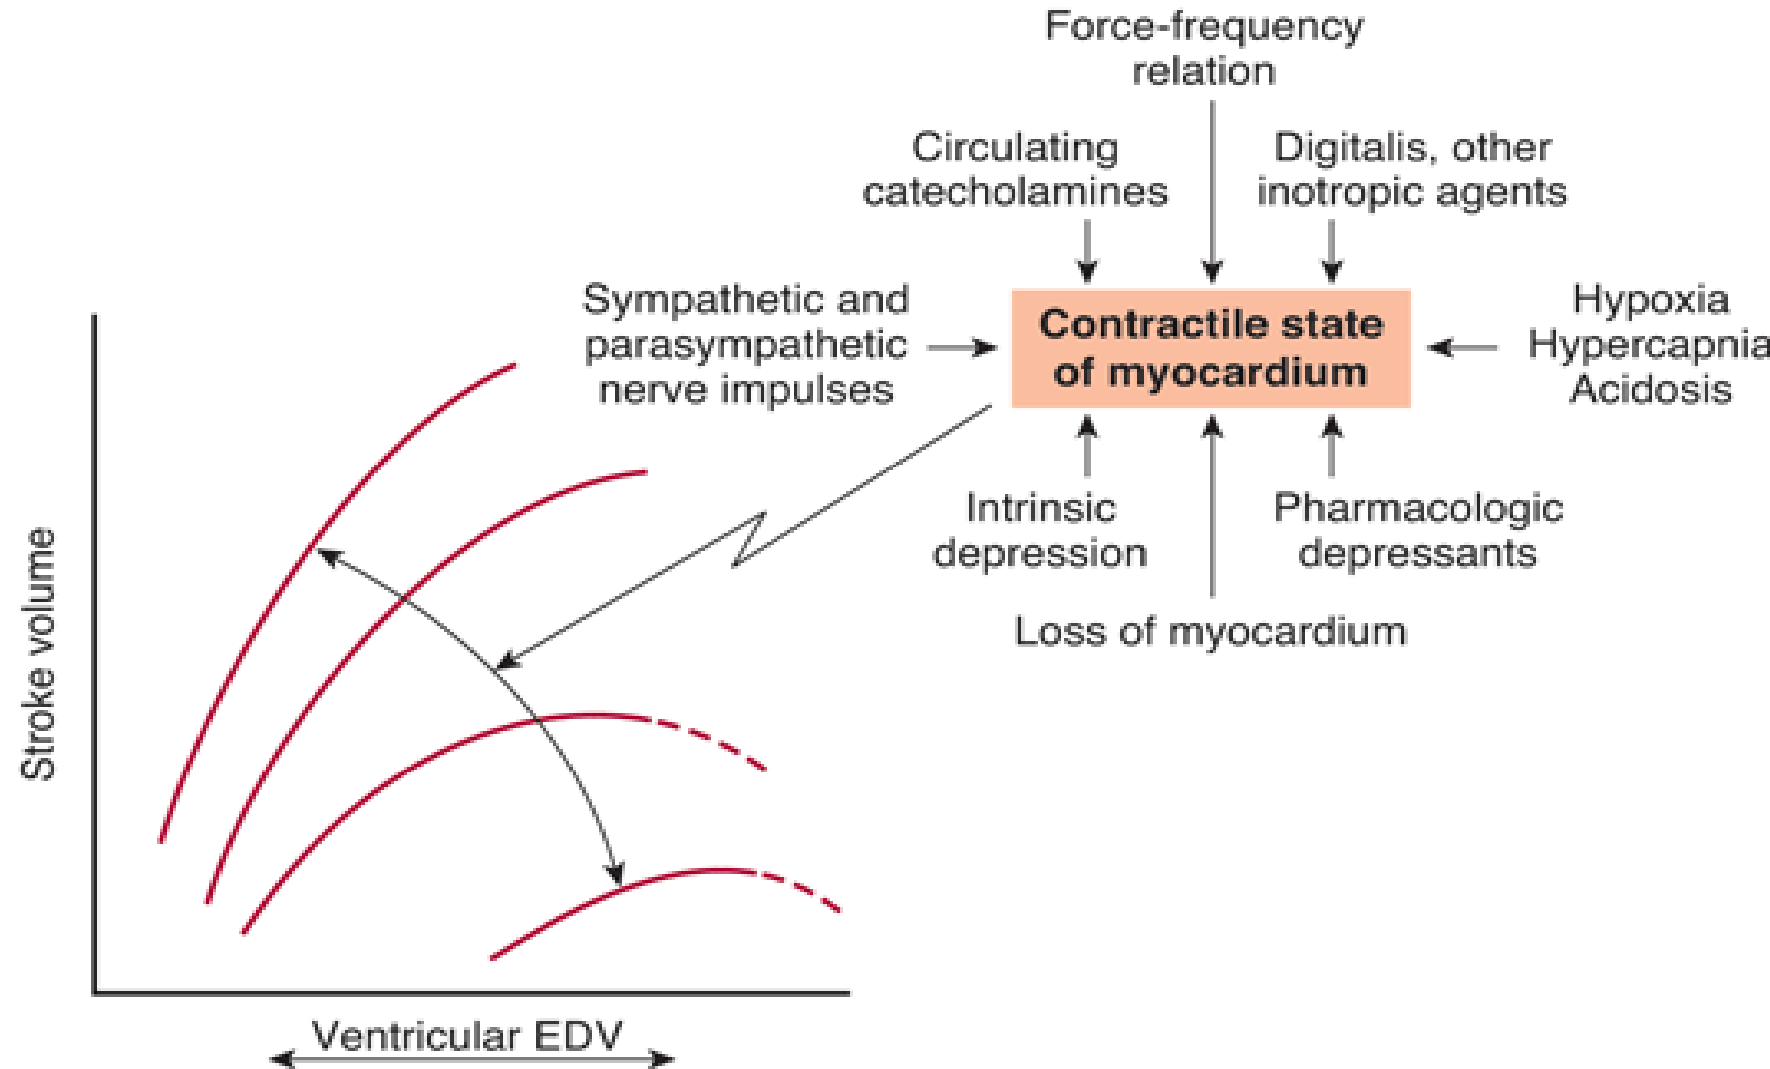 Force-frequency
relation
Circulating
catecholamines
Digitalis, other
inotropic agents
Sympathetic and
parasympathetic
nerve impulses
Contractile state
of myocardium
Hypoxia
Hypercapnia
Acidosis
Intrinsic
depression
Pharmacologic
depressants
Loss of myocardium
Stroke volume
Ventricular EDV